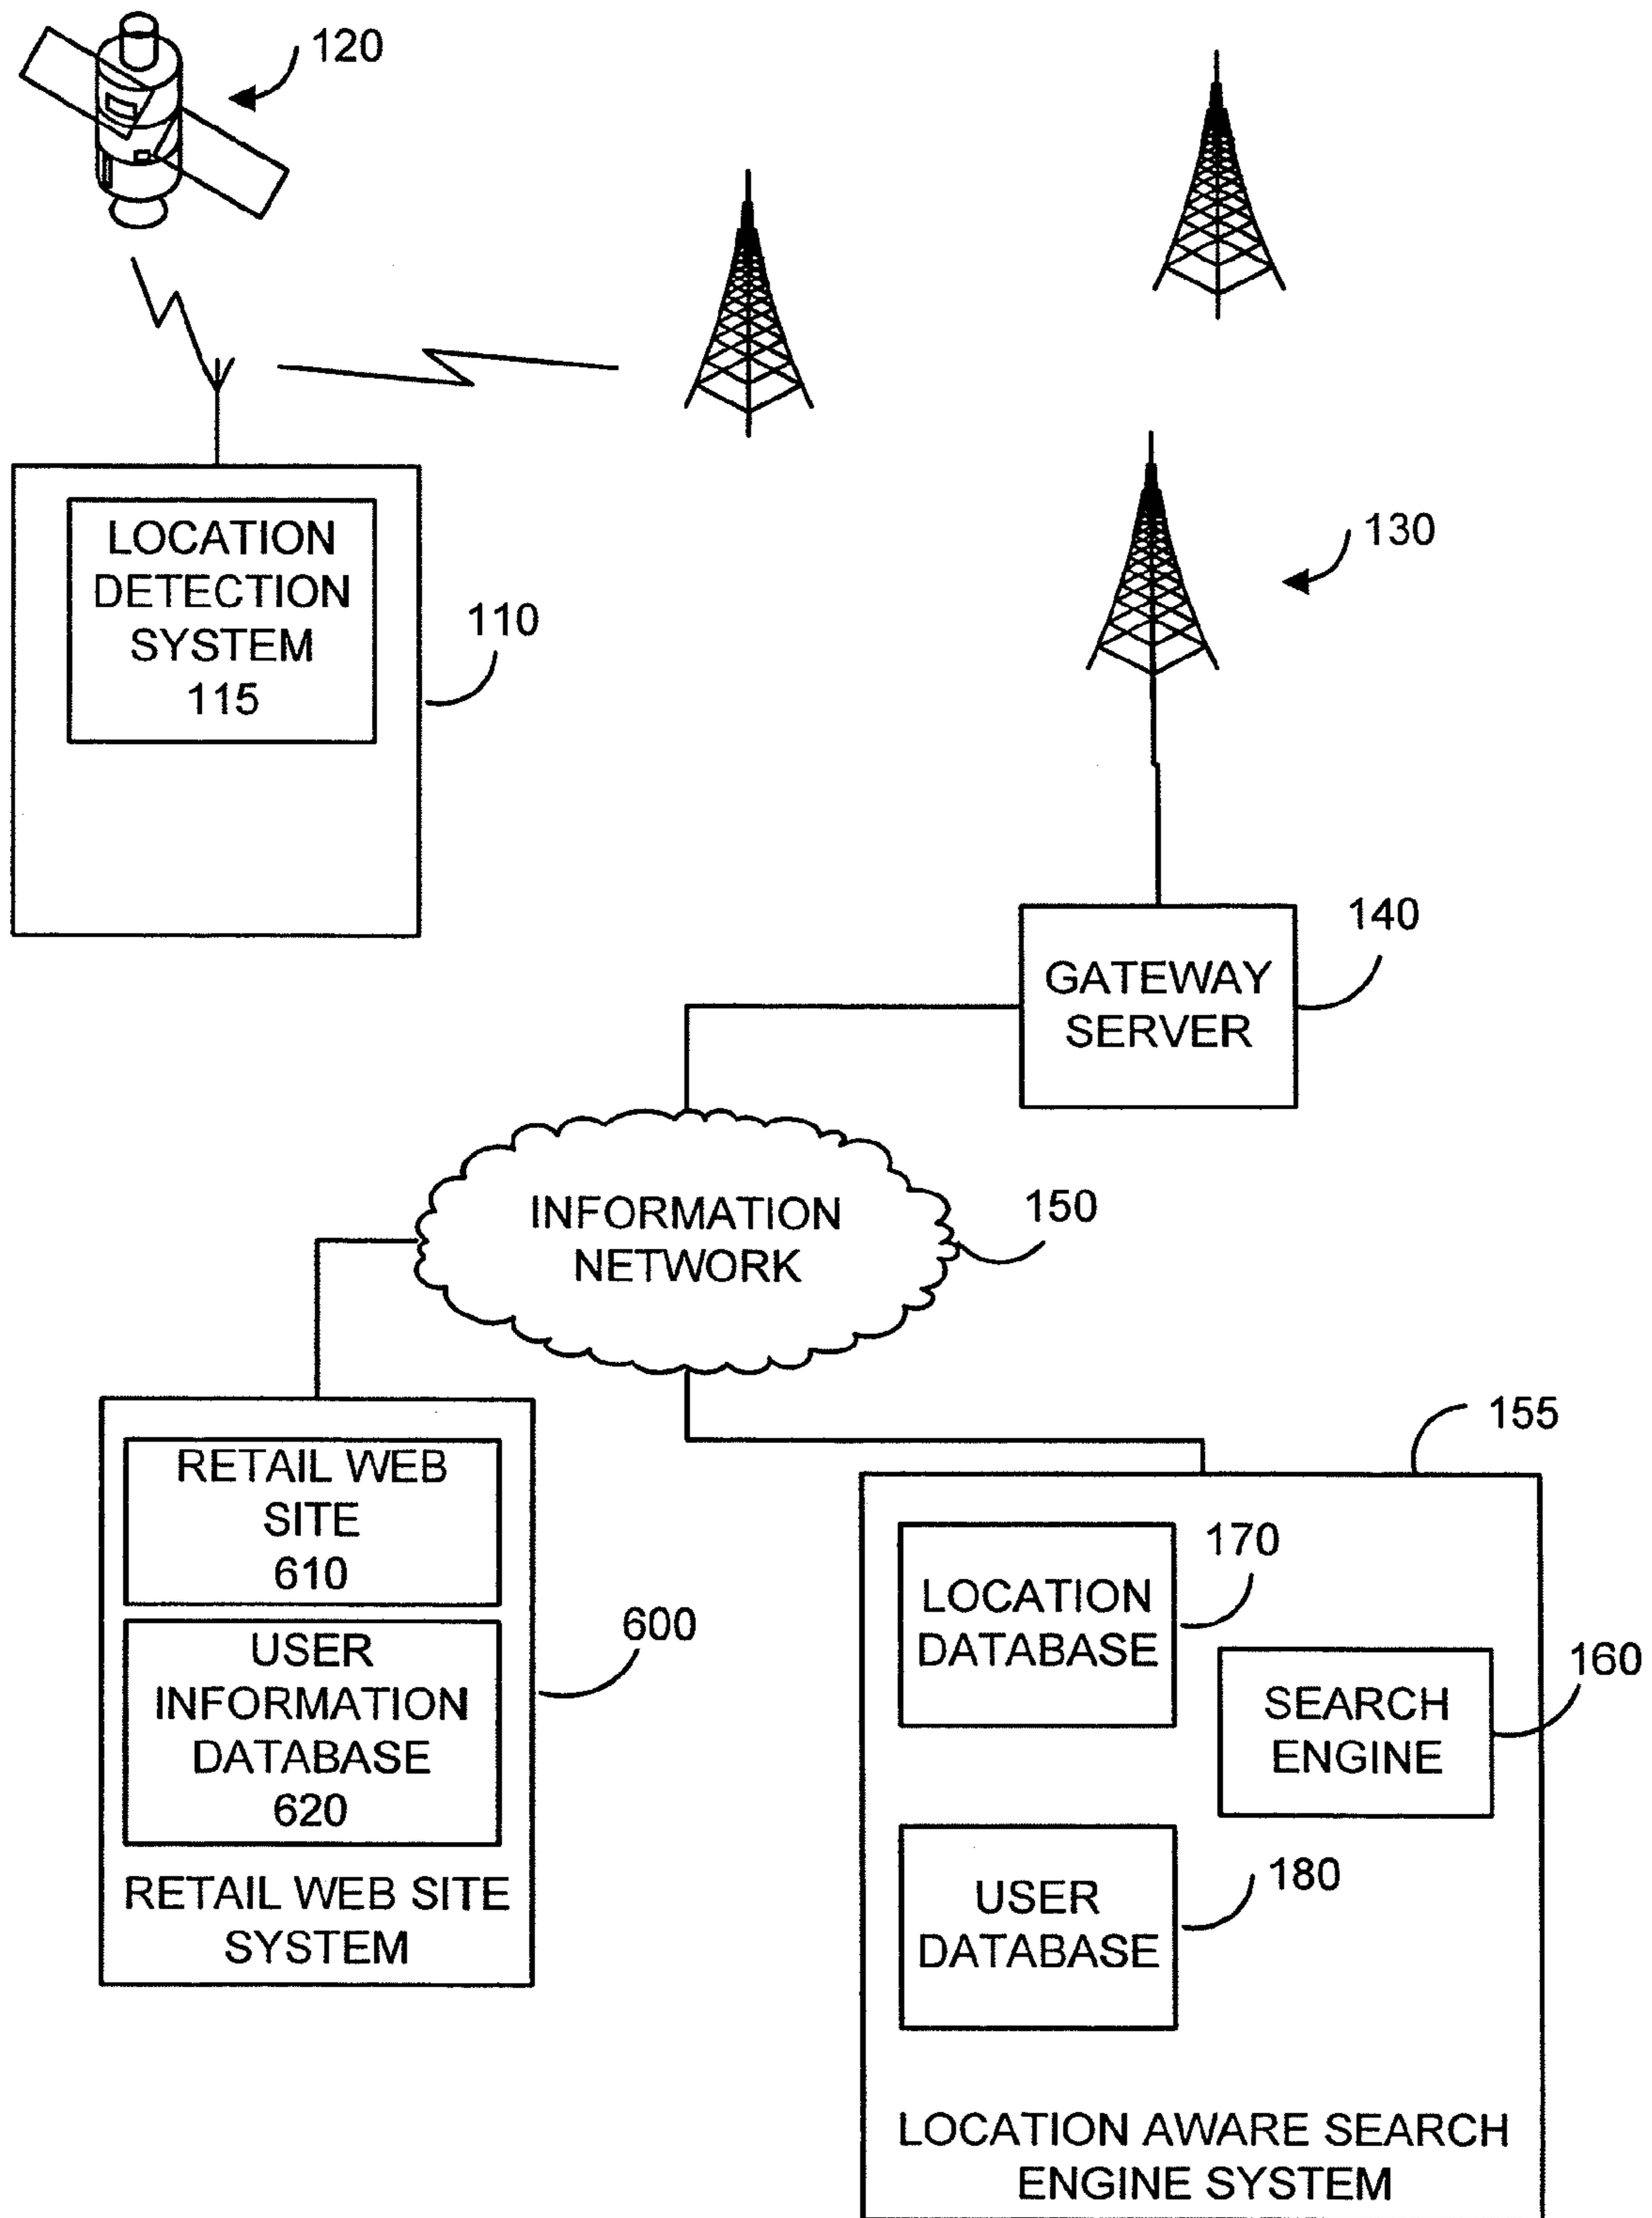 120
130
LOCATION
DETECTION
SYSTEM
115
110
140
GATEWAY
SERVER
150
INFORMATION
NETWORK
155
RETAIL WEB
SITE
610
170
LOCATION
DATABASE
600
USER
INFORMATION
DATABASE
620
160
SEARCH
ENGINE
180
USER
DATABASE
RETAIL WEB SITE
SYSTEM
LOCATION AWARE SEARCH
ENGINE SYSTEM